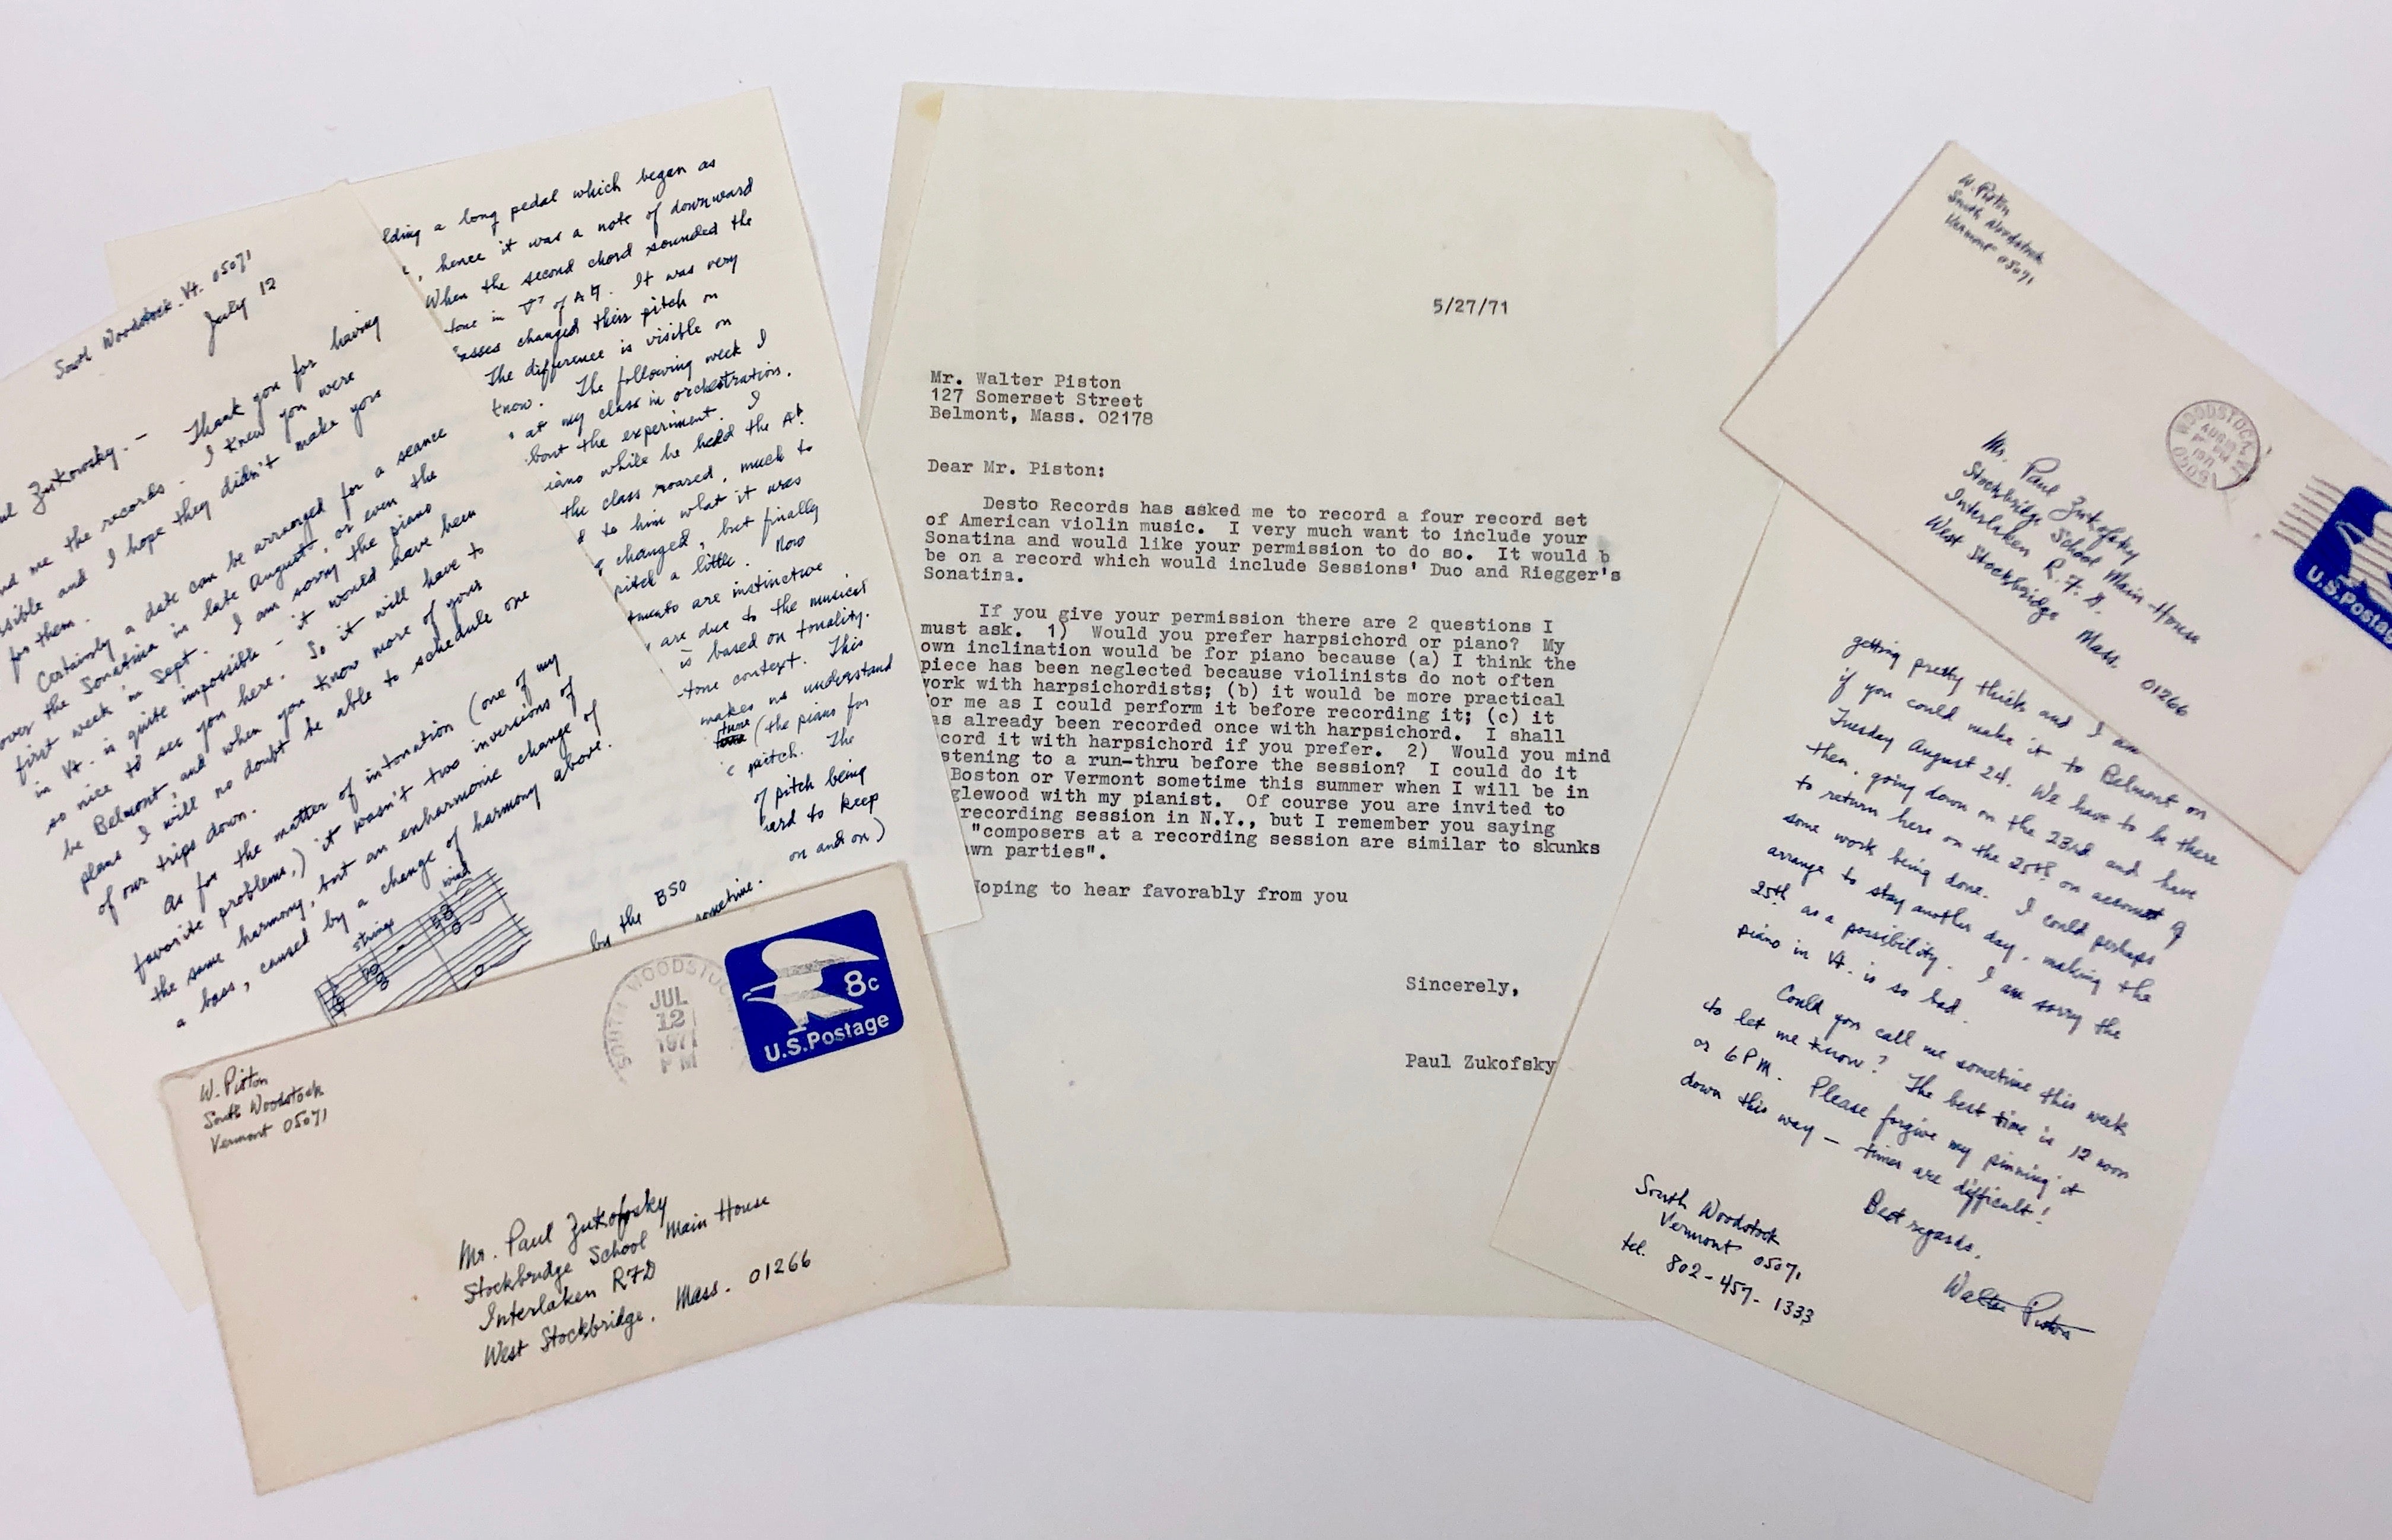 South Woodstock, Vt. 05071
July 12
Zukowsky. — Thank you for having
me the records. I knew you were
and I hope they didn't make you
for them.
Certainly a date can be arranged for a seance
over the Sonatina in late August, or even the
first week in Sept. I am sorry the piano
in Vt. is quite impossible — it would have been
so nice to see you here. So it will have to
be Belmont, and when you know more of your
plans I will no doubt be able to schedule one
of our trips down.
As for the matter of intonation (one of my
favorite problems,) it wasn't two inversions of
the same harmony, but an enharmonic change of
a bass, caused by a change of harmony above.
strings
wind
lding a long pedal which began as
, hence it was a note of downward
When the second chord sounded the
tone in V7 of A♮. It was very
asses changed their pitch on
The difference is visible on
know. The following week I
at my class in orchestration.
bout the experiment. I
iano while he held the A♭.
the class roared, much to
to him what it was
changed, but finally
pitch a little. Now
are instinctive
, are due to the musical
is based on tonality.
-tone context. This
makes no understand
tune (the piano for
pitch. The
of pitch being
ard to keep
on and on)
by the BSO
sometime.
W. Piston
South Woodstock
Vermont 05071
SOUTH WOODSTOC
JUL
12
1971
PM
8c
U.S.Postage
Mr. Paul Zukofsky
Stockbridge School Main House
Interlaken RFD
West Stockbridge, Mass. 01266
5/27/71
Mr. Walter Piston
127 Somerset Street
Belmont, Mass. 02178
Dear Mr. Piston:
Desto Records has asked me to record a four record set
of American violin music. I very much want to include your
Sonatina and would like your permission to do so. It would b
be on a record which would include Sessions' Duo and Riegger's
Sonatina.
If you give your permission there are 2 questions I
must ask. 1) Would you prefer harpsichord or piano? My
own inclination would be for piano because (a) I think the
piece has been neglected because violinists do not often
work with harpsichordists; (b) it would be more practical
for me as I could perform it before recording it; (c) it
as already been recorded once with harpsichord. I shall
cord it with harpsichord if you prefer. 2) Would you mind
stening to a run-thru before the session? I could do it
Boston or Vermont sometime this summer when I will be in
glewood with my pianist. Of course you are invited to
recording session in N.Y., but I remember you saying
"composers at a recording session are similar to skunks
wn parties".
Hoping to hear favorably from you
Sincerely,
Paul Zukofsky
W. Piston
South Woodstock
Vermont 05071
WOODSTOCK
AUG
PM
1971
05091
U.S.Postage
Mr. Paul Zukofsky
Stockbridge School Main House
Interlaken R.F.D.
West Stockbridge Mass. 01266
getting pretty thick and I am
if you could make it to Belmont on
Tuesday August 24. We have to be there
then, going down on the 23rd and have
to return here on the 25th on account of
some work being done. I could perhaps
arrange to stay another day, making the
25th as a possibility. I am sorry the
piano in Vt. is so bad.
Could you call me sometime this week
to let me know? The best time is 12 noon
or 6 PM. Please forgive my pinning it
down this way — times are difficult!
Best regards.
Walter Piston
South Woodstock
Vermont 05071
tel. 802-457-1333